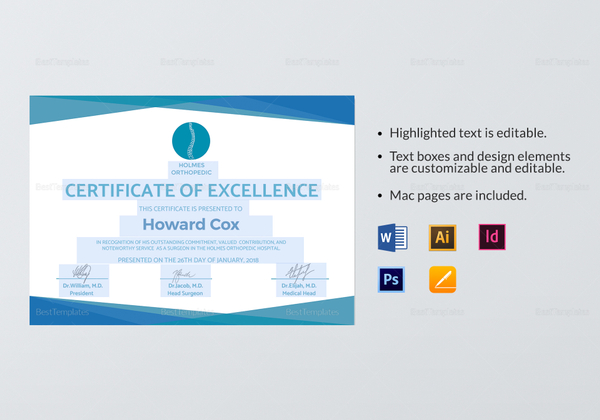 HOLMES
ORTHOPEDIC
CERTIFICATE OF EXCELLENCE
THIS CERTIFICATE IS PRESENTED TO
Howard Cox
IN RECOGNITION OF HIS OUTSTANDING COMMITMENT, VALLIED CONTRIBUTION, AND
NOTEWORTHY SERVICE AS A SURGEON IN THE HOLMES ORTHOPEDIC HOSPITAL.
PRESENTED ON THE 26TH DAY OF JANUARY, 2018
Dr.William, M.D.
President
Dr.Jacob, M.D.
Head Surgeon
Dr.Elijah, M.D.
Medical Head
BestTemplates
BestTemplates
• Highlighted text is editable.
• Text boxes and design elements
are customizable and editable.
• Mac pages are included.
W
Ai
Id
Ps